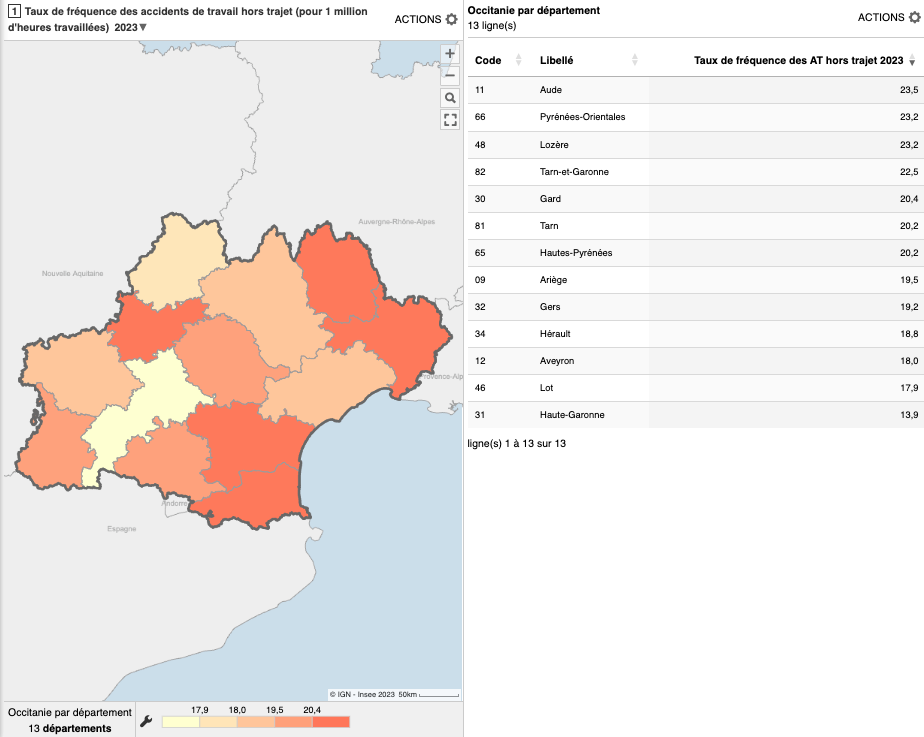 1 Taux de fréquence des accidents de travail hors trajet (pour 1 million
d'heures travaillées) 2023▼
ACTIONS
Auvergne-Rhône-Alpes
Nouvelle Aquitaine
Provence-Alp
Andorre
Espagne
© IGN - Insee 2023 50km
Occitanie par département
13 départements
17,9 18,0 19,5 20,4
Occitanie par département
13 ligne(s)
ACTIONS
Code Libellé Taux de fréquence des AT hors trajet 2023
11 Aude 23,5
66 Pyrénées-Orientales 23,2
48 Lozère 23,2
82 Tarn-et-Garonne 22,5
30 Gard 20,4
81 Tarn 20,2
65 Hautes-Pyrénées 20,2
09 Ariège 19,5
32 Gers 19,2
34 Hérault 18,8
12 Aveyron 18,0
46 Lot 17,9
31 Haute-Garonne 13,9
ligne(s) 1 à 13 sur 13